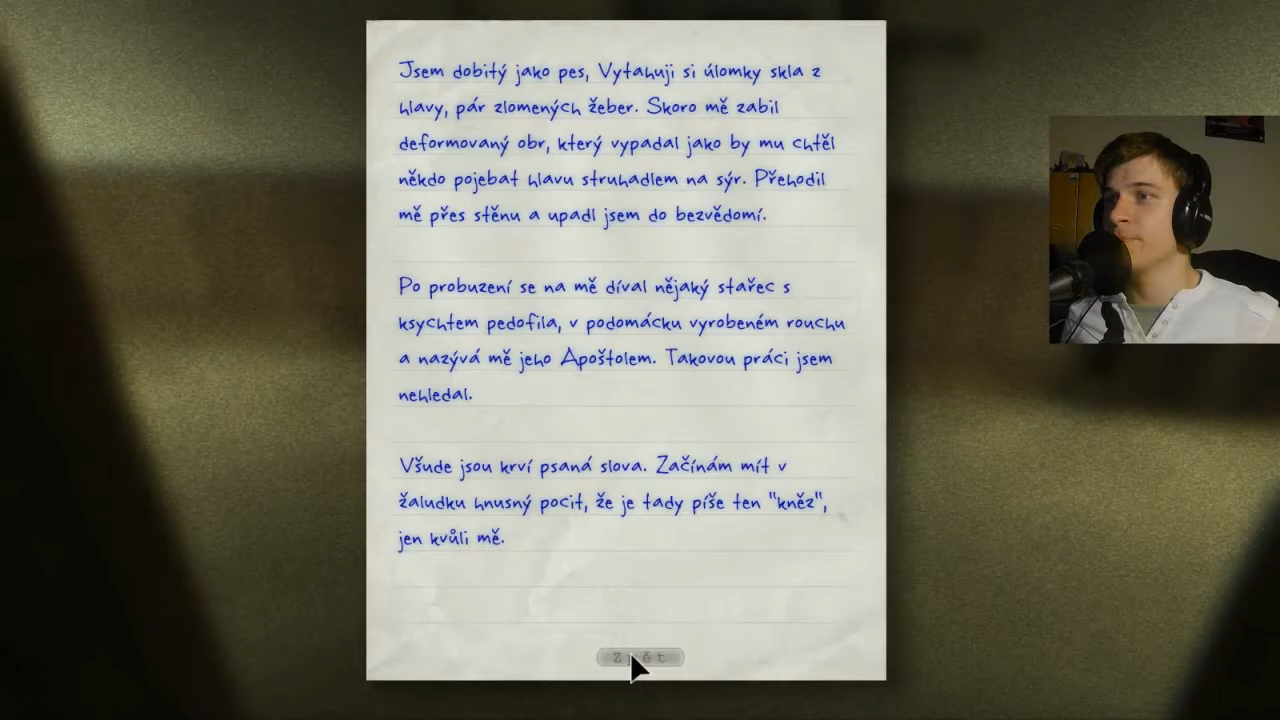 Jsem dobitý jako pes, Vytahuji si úlomky skla z
hlavy, pár zlomených žeber. Skoro mě zabil
deformovaný obr, který vypadal jako by mu chtěl
někdo pojebat hlavu struhadlem na sýr. Přehodil
mě přes stěnu a upadl jsem do bezvědomí.
Po probuzení se na mě díval nějaký stařec s
ksychtem pedofila, v podomácku vyrobeném rouchu
a nazývá mě jeho Apoštolem. Takovou práci jsem
nehledal.
Všude jsou krví psaná slova. Začínám mít v
žaludku hnusný pocit, že je tady píše ten "kněz",
jen kvůli mě.
Zpět